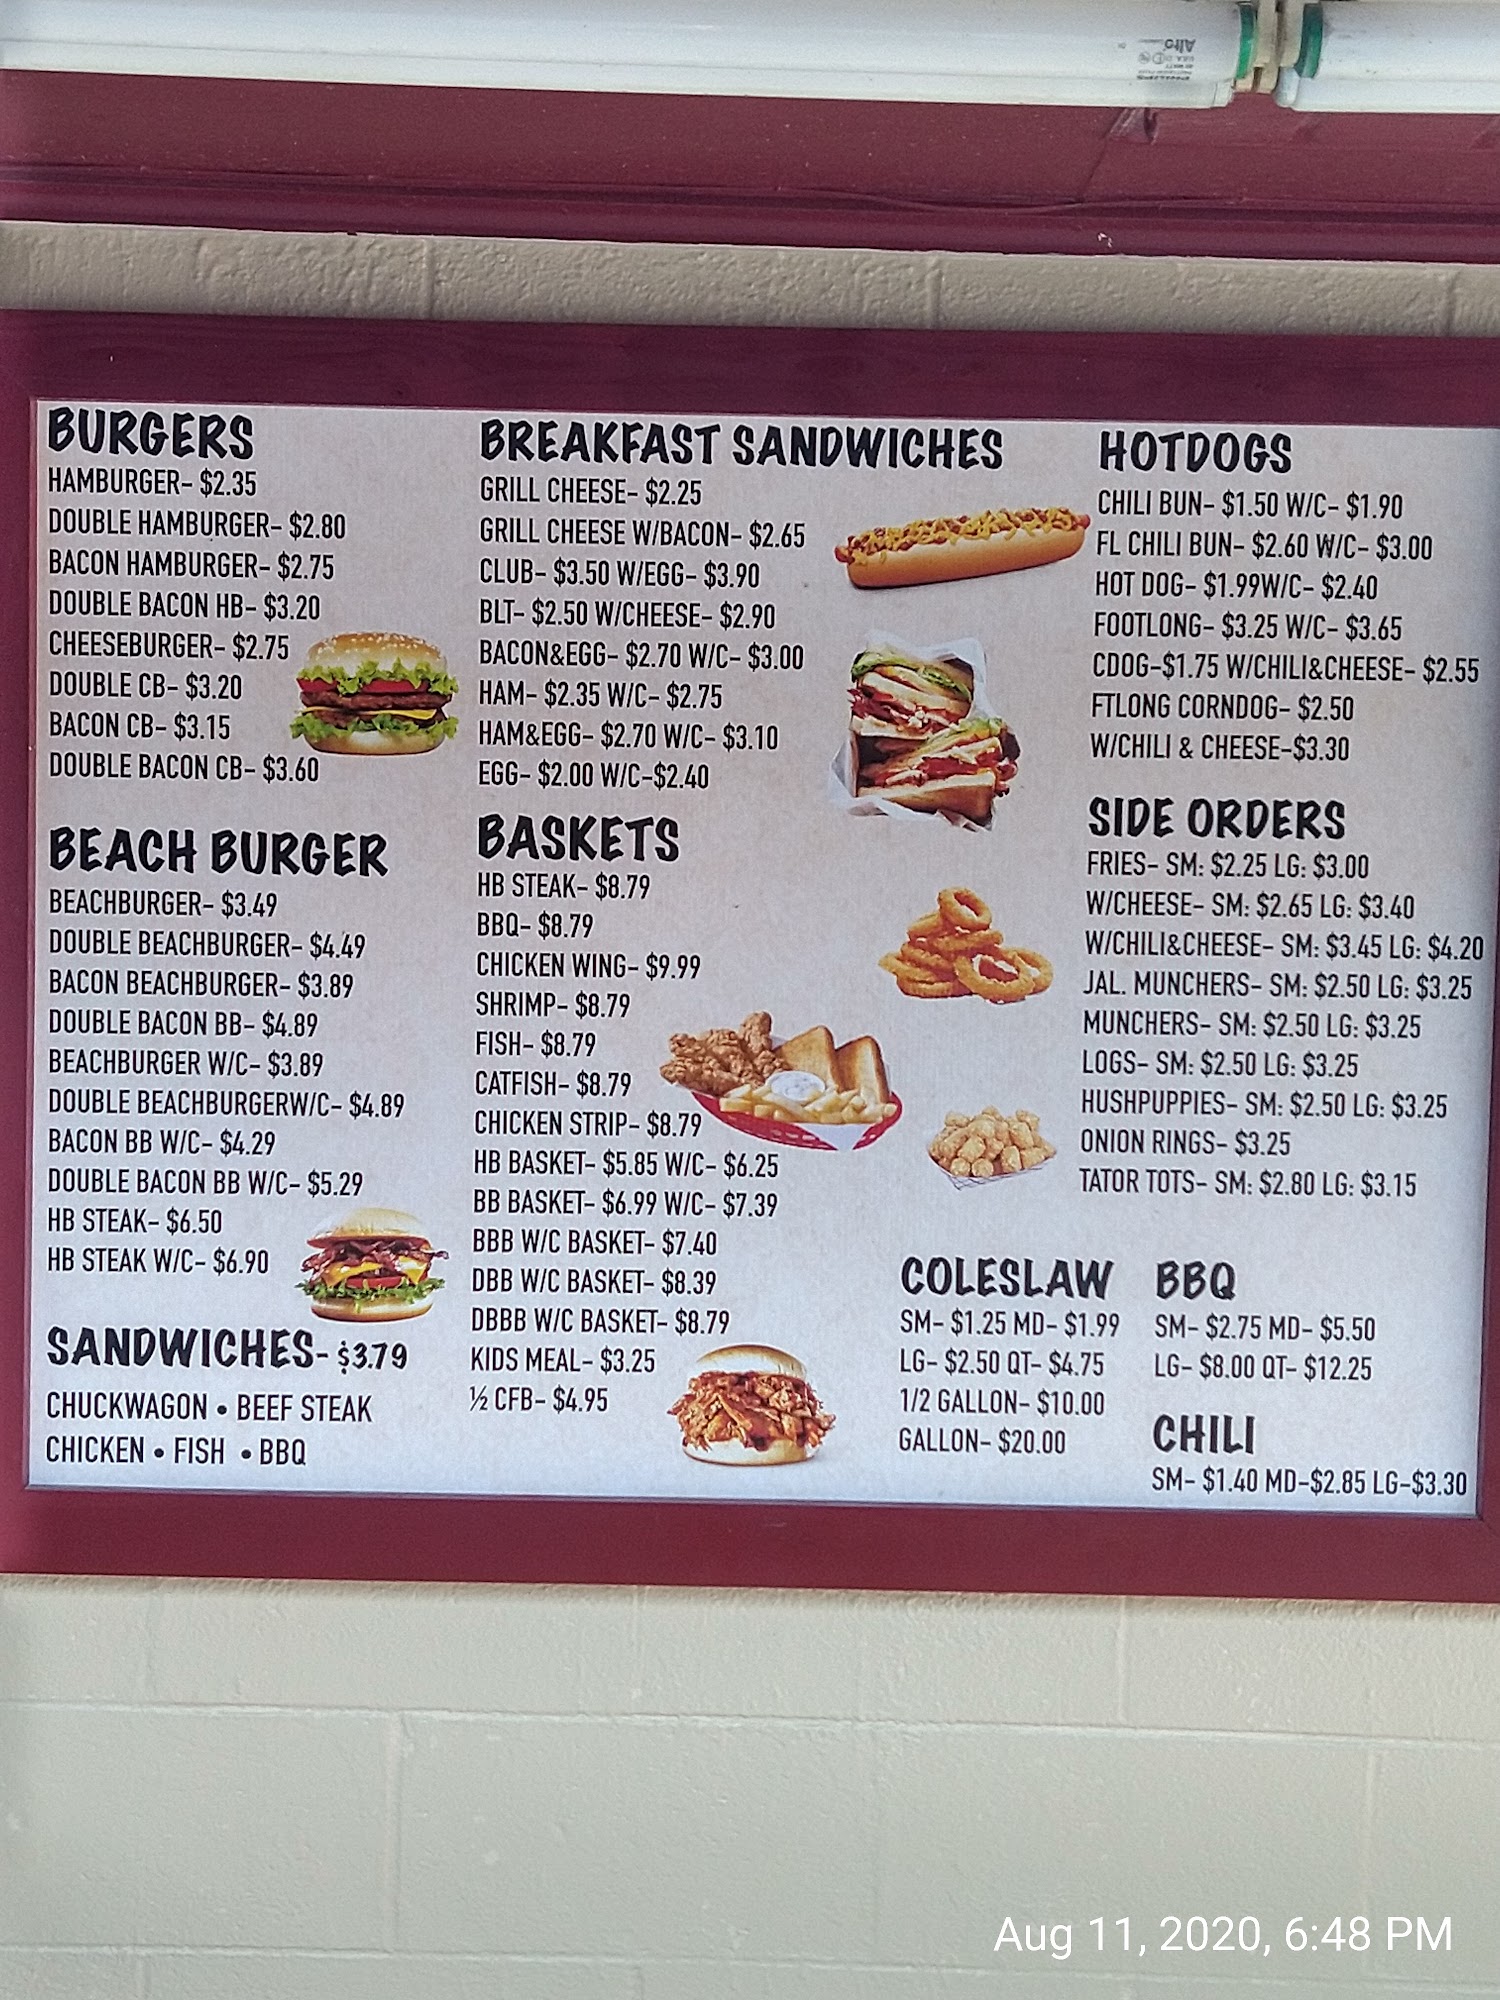 BURGERS
HAMBURGER- $2.35
DOUBLE HAMBURGER- $2.80
BACON HAMBURGER- $2.75
DOUBLE BACON HB- $3.20
CHEESEBURGER- $2.75
DOUBLE CB- $3.20
BACON CB- $3.15
DOUBLE BACON CB- $3.60
BEACH BURGER
BEACHBURGER- $3.49
DOUBLE BEACHBURGER- $4.49
BACON BEACHBURGER- $3.89
DOUBLE BACON BB- $4.89
BEACHBURGER W/C- $3.89
DOUBLE BEACHBURGERW/C- $4.89
BACON BB W/C- $4.29
DOUBLE BACON BB W/C- $5.29
HB STEAK- $6.50
HB STEAK W/C- $6.90
SANDWICHES- $3.79
CHUCKWAGON • BEEF STEAK
CHICKEN • FISH • BBQ
BREAKFAST SANDWICHES
GRILL CHEESE- $2.25
GRILL CHEESE W/BACON- $2.65
CLUB- $3.50 W/EGG- $3.90
BLT- $2.50 W/CHEESE- $2.90
BACON&EGG- $2.70 W/C- $3.00
HAM- $2.35 W/C- $2.75
HAM&EGG- $2.70 W/C- $3.10
EGG- $2.00 W/C-$2.40
BASKETS
HB STEAK- $8.79
BBQ- $8.79
CHICKEN WING- $9.99
SHRIMP- $8.79
FISH- $8.79
CATFISH- $8.79
CHICKEN STRIP- $8.79
HB BASKET- $5.85 W/C- $6.25
BB BASKET- $6.99 W/C- $7.39
BBB W/C BASKET- $7.40
DBB W/C BASKET- $8.39
DBBB W/C BASKET- $8.79
KIDS MEAL- $3.25
½ CFB- $4.95
HOTDOGS
CHILI BUN- $1.50 W/C- $1.90
FL CHILI BUN- $2.60 W/C- $3.00
HOT DOG- $1.99W/C- $2.40
FOOTLONG- $3.25 W/C- $3.65
CDOG-$1.75 W/CHILI&CHEESE- $2.55
FTLONG CORNDOG- $2.50
W/CHILI & CHEESE-$3.30
SIDE ORDERS
FRIES- SM: $2.25 LG: $3.00
W/CHEESE- SM: $2.65 LG: $3.40
W/CHILI&CHEESE- SM: $3.45 LG: $4.20
JAL. MUNCHERS- SM: $2.50 LG: $3.25
MUNCHERS- SM: $2.50 LG: $3.25
LOGS- SM: $2.50 LG: $3.25
HUSHPUPPIES- SM: $2.50 LG: $3.25
ONION RINGS- $3.25
TATOR TOTS- SM: $2.80 LG: $3.15
COLESLAW
SM- $1.25 MD- $1.99
LG- $2.50 QT- $4.75
1/2 GALLON- $10.00
GALLON- $20.00
BBQ
SM- $2.75 MD- $5.50
LG- $8.00 QT- $12.25
CHILI
SM- $1.40 MD-$2.85 LG-$3.30
Aug 11, 2020, 6:48 PM